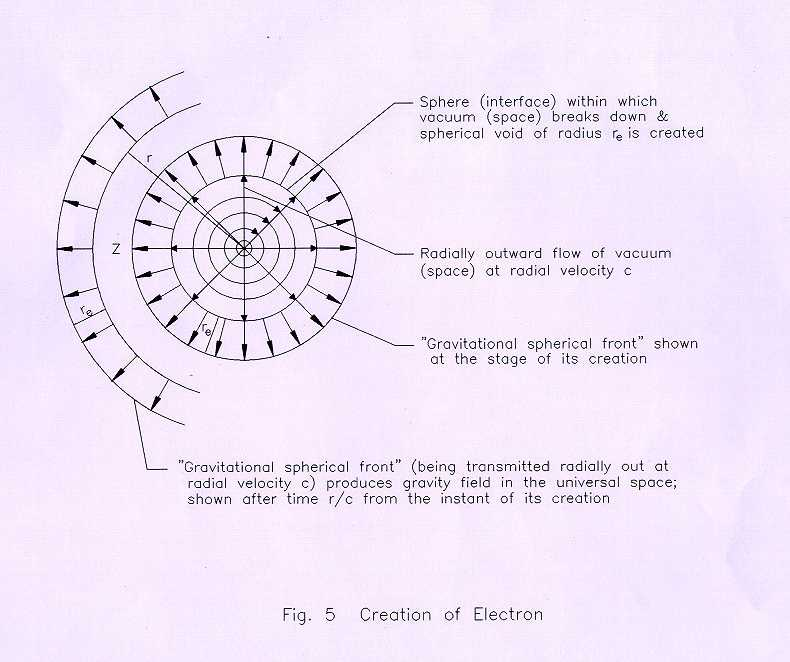 Sphere (interface) within which
vacuum (space) breaks down &
spherical void of radius re is created
r
Z
Radially outward flow of vacuum
(space) at radial velocity c
re
re
"Gravitational spherical front" shown
at the stage of its creation
"Gravitational spherical front" (being transmitted radially out at
radial velocity c) produces gravity field in the universal space;
shown after time r/c from the instant of its creation
Fig. 5 Creation of Electron